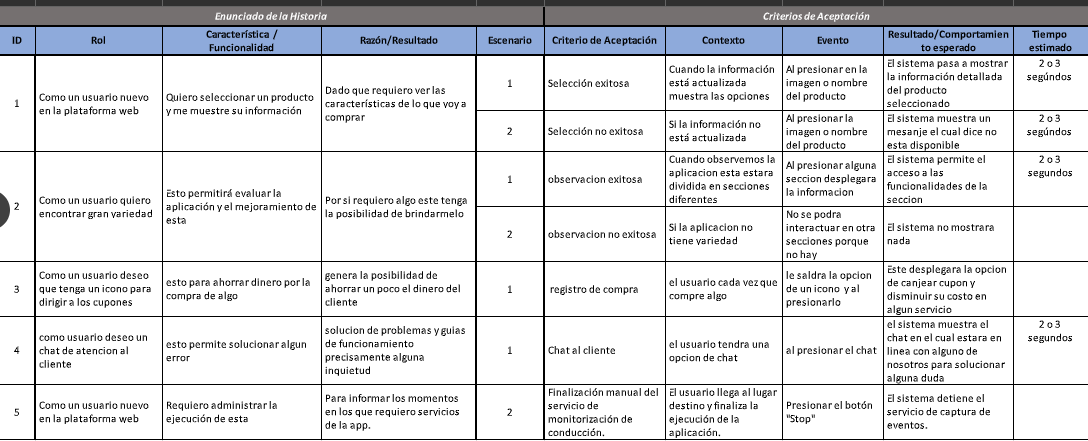 Enunciado de la Historia
Criterios de Aceptación
ID
Rol
Característica /
Funcionalidad
Razón/Resultado
Escenario
Criterio de Aceptación
Contexto
Evento
Resultado/Comportamien
to esperado
Tiempo
estimado
1
Como un usuario nuevo
en la plataforma web
Quiero seleccionar un producto
y me muestre su información
Dado que requiero ver las
características de lo que voy a
comprar
1
Selección exitosa
Cuando la información
está actualizada
muestra las opciones
Al presionar en la
imagen o nombre
del producto
El sistema pasa a mostrar
la información detallada
del producto
seleccionado
2 o 3
segúndos
2
Selección no exitosa
Si la información no
está actualizada
Al presionar la
imagen o nombre
del producto
El sistema muestra un
mesanje el cual dice no
esta disponible
2 o 3
segúndos
2
Como un usuario quiero
encontrar gran variedad
Esto permitirá evaluar la
aplicación y el mejoramiento de
esta
Por si requiero algo este tenga
la posibilidad de brindarmelo
1
observacion exitosa
Cuando observemos la
aplicacion esta estara
dividida en secciones
diferentes
Al presionar alguna
seccion desplegara
la informacion
El sistema permite el
acceso a las
funcionalidades de la
seccion
2 o 3
segundos
2
observacion no exitosa
Si la aplicacion no
tiene variedad
No se podra
interactuar en otra
secciones porque
no hay
El sistema no mostrara
nada
3
Como un usuario deseo
que tenga un icono para
dirigir a los cupones
esto para ahorrar dinero por la
compra de algo
genera la posibilidad de
ahorrar un poco el dinero del
cliente
1
registro de compra
el usuario cada vez que
compre algo
le saldra la opcion
de un icono y al
presionarlo
Este desplegara la opcion
de canjear cupon y
disminuir su costo en
algun servicio
4
como usuario deseo un
chat de atencion al
cliente
esto permite solucionar algun
error
solucion de problemas y guias
de funcionamiento
precisamente alguna
inquietud
1
Chat al cliente
el usuario tendra una
opcion de chat
al presionar el chat
el sistema muestra el
chat en el cual estara en
linea con alguno de
nosotros para solucionar
alguna duda
2 o 3
segundos
5
Como un usuario nuevo
en la plataforma web
Requiero administrar la
ejecución de esta
Para informar los momentos
en los que requiero servicios
de la app.
2
Finalización manual del
servicio de
monitorización de
conducción.
El usuario llega al lugar
destino y finaliza la
ejecución de la
aplicación.
Presionar el botón
"Stop"
El sistema detiene el
servicio de captura de
eventos.